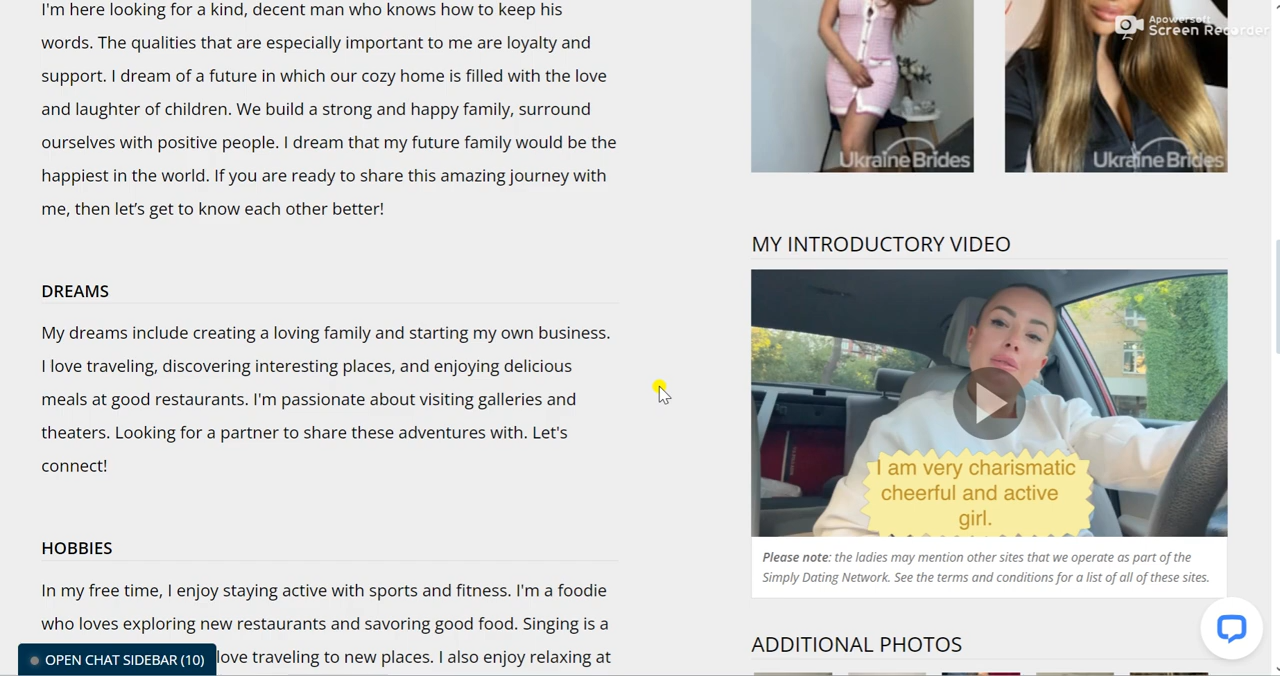 I'm here looking for a kind, decent man who knows how to keep his
words. The qualities that are especially important to me are loyalty and
support. I dream of a future in which our cozy home is filled with the love
and laughter of children. We build a strong and happy family, surround
ourselves with positive people. I dream that my future family would be the
happiest in the world. If you are ready to share this amazing journey with
me, then let’s get to know each other better!
DREAMS
My dreams include creating a loving family and starting my own business.
I love traveling, discovering interesting places, and enjoying delicious
meals at good restaurants. I'm passionate about visiting galleries and
theaters. Looking for a partner to share these adventures with. Let's
connect!
HOBBIES
In my free time, I enjoy staying active with sports and fitness. I'm a foodie
who loves exploring new restaurants and savoring good food. Singing is a
love traveling to new places. I also enjoy relaxing at
OPEN CHAT SIDEBAR (10)
Apowersoft
Screen Recorder
Ukraine Brides
Ukraine Brides
MY INTRODUCTORY VIDEO
I am very charismatic
cheerful and active
girl.
Please note: the ladies may mention other sites that we operate as part of the
Simply Dating Network. See the terms and conditions for a list of all of these sites.
ADDITIONAL PHOTOS